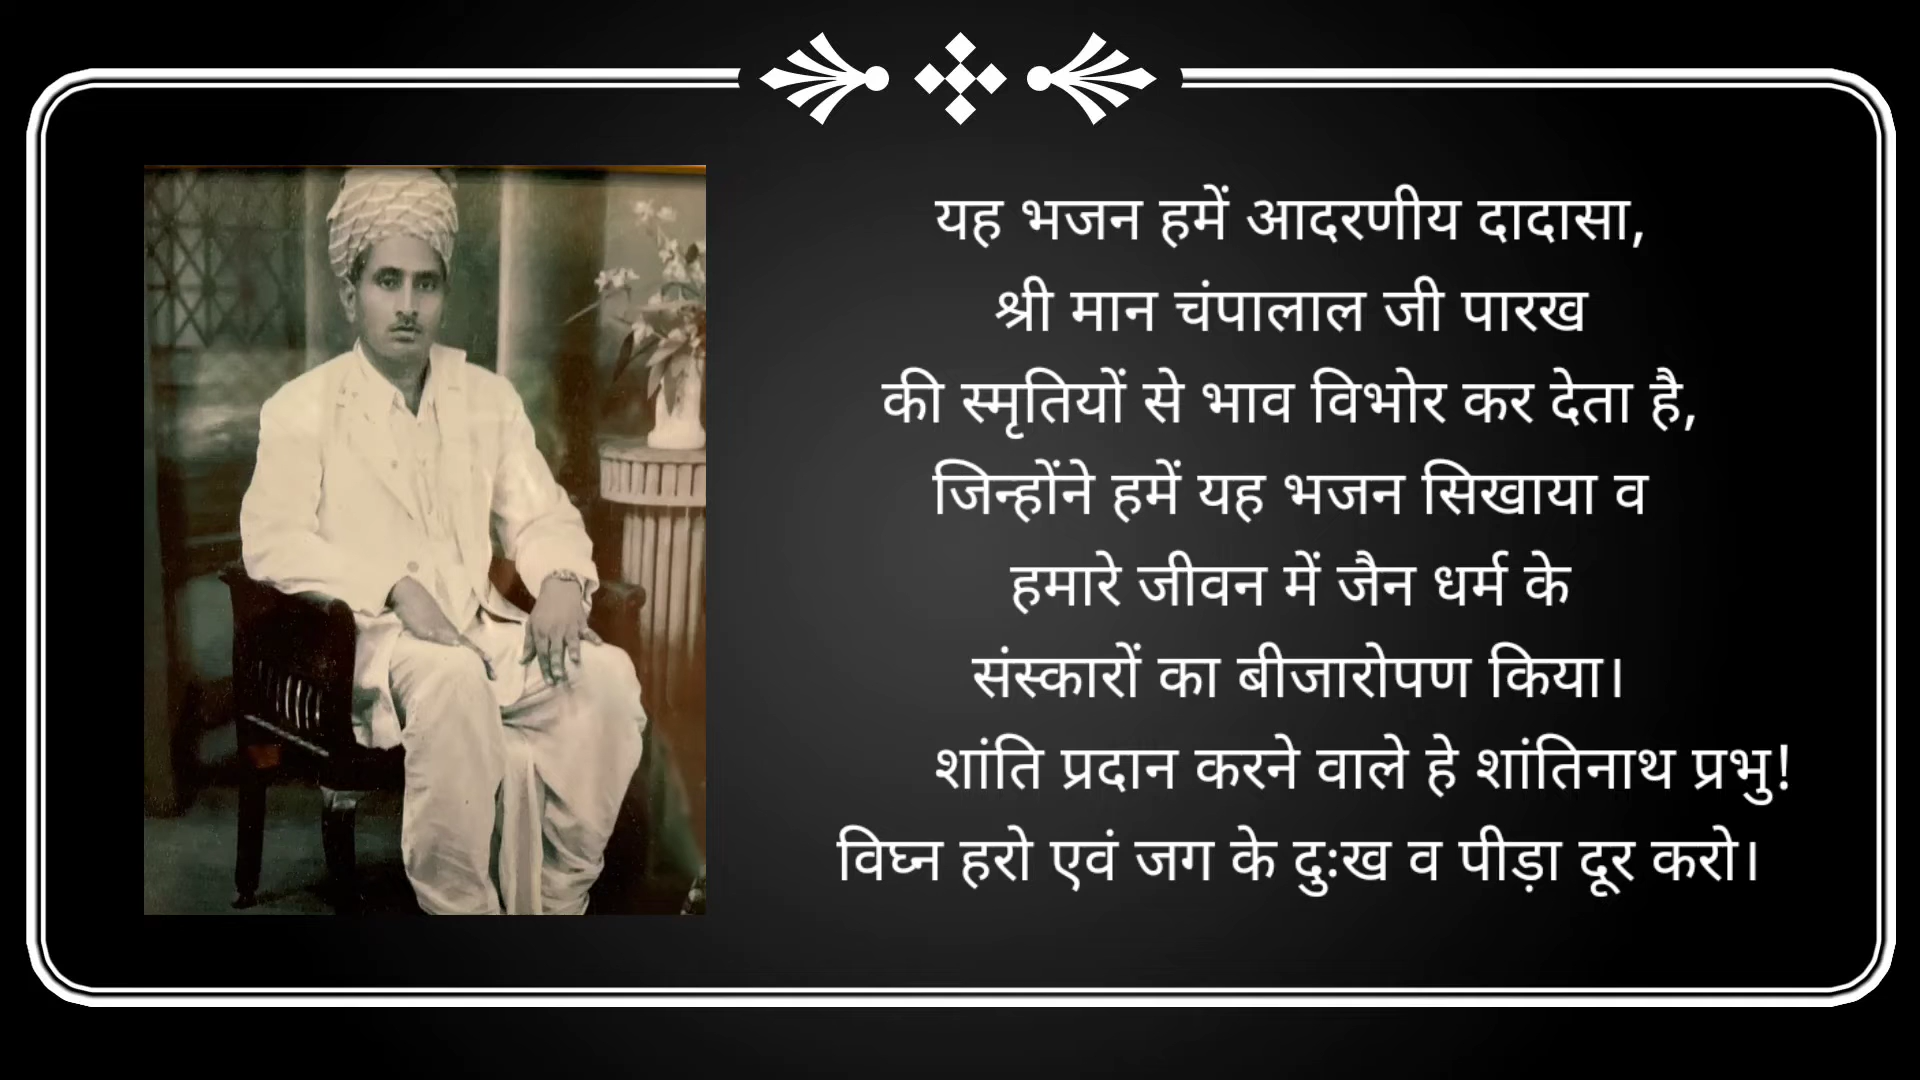 यह भजन हमें आदरणीय दादासा,
श्री मान चंपालाल जी पारख
की स्मृतियों से भाव विभोर कर देता है,
जिन्होंने हमें यह भजन सिखाया व
हमारे जीवन में जैन धर्म के
संस्कारों का बीजारोपण किया।
शांति प्रदान करने वाले हे शांतिनाथ प्रभु!
विघ्न हरो एवं जग के दुःख व पीड़ा दूर करो।